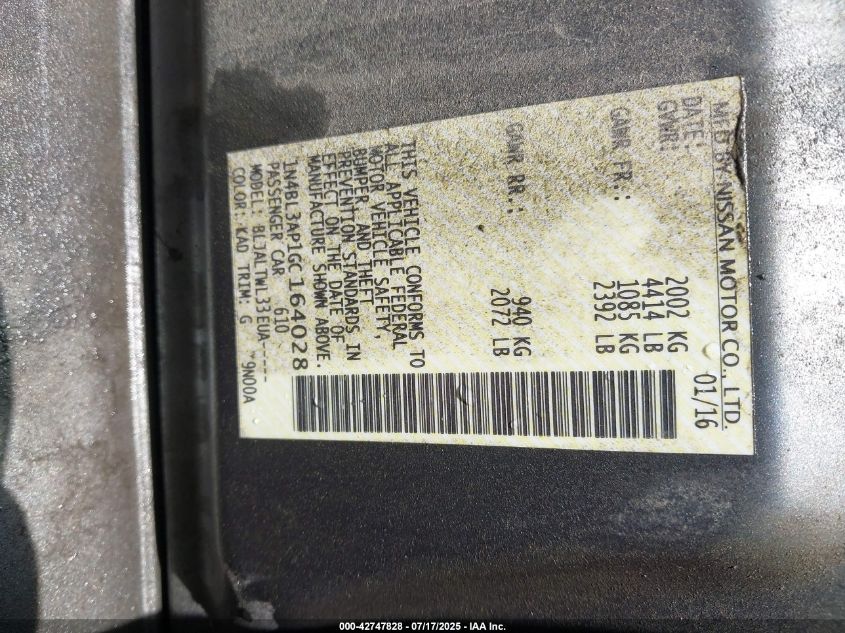 MFD BY NISSAN MOTOR CO., LTD.
DATE: 01/16
GVWR: 2002 KG
4414 LB
GAWR FR.: 1085 KG
2392 LB
GAWR RR.: 940 KG
2072 LB
THIS VEHICLE CONFORMS TO
ALL APPLICABLE FEDERAL
MOTOR VEHICLE SAFETY,
BUMPER, AND THEFT
PREVENTION STANDARDS IN
EFFECT ON THE DATE OF
MANUFACTURE SHOWN ABOVE.
1N4BL3AP1GC164028
PASSENGER CAR 610
MODEL: BLJALTWL33EUA-----
COLOR: KAD TRIM: G 9N00A
000-42747828 - 07/17/2025 - IAA Inc.